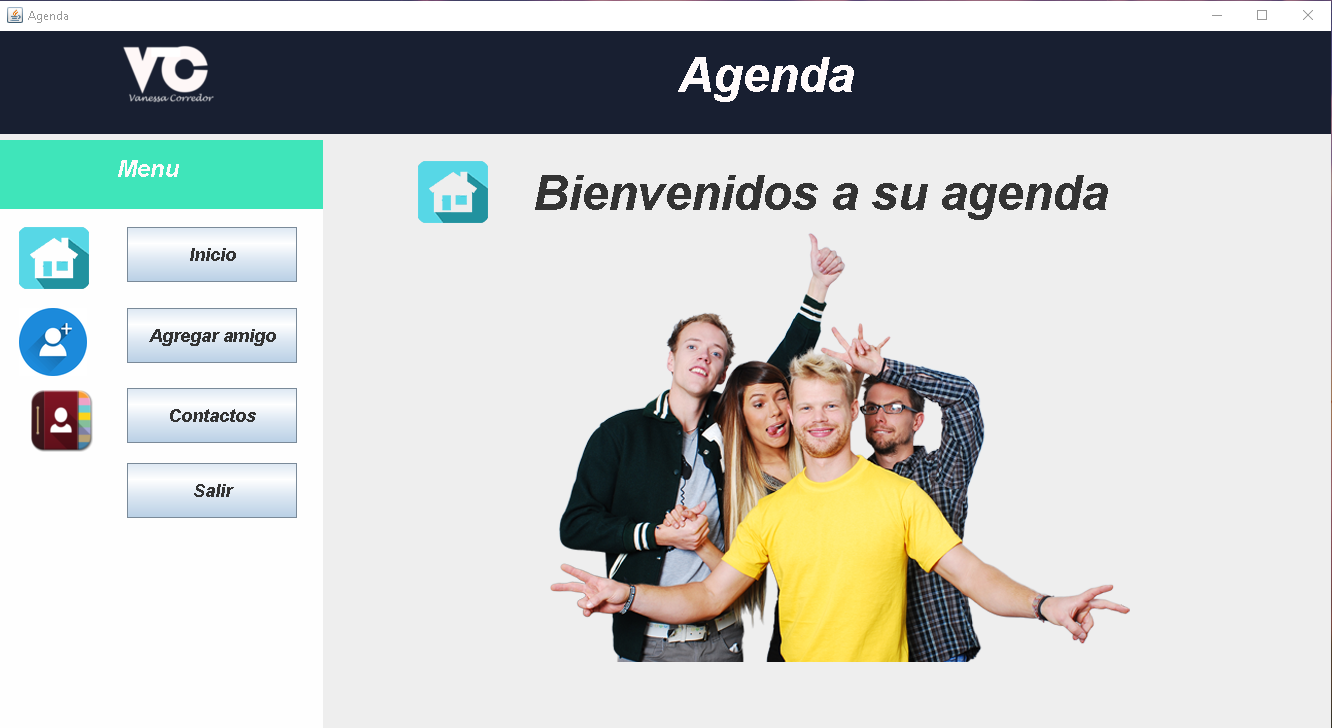 Agenda
VC
Vanessa Corredor
Agenda
Menu
Bienvenidos a su agenda
Inicio
Agregar amigo
Contactos
Salir